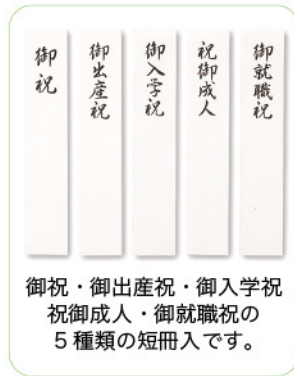 御祝
御出産祝
御入学祝
祝御成人
御就職祝
御祝・御出産祝・御入学祝
祝御成人・御就職祝の
5種類の短冊入です。